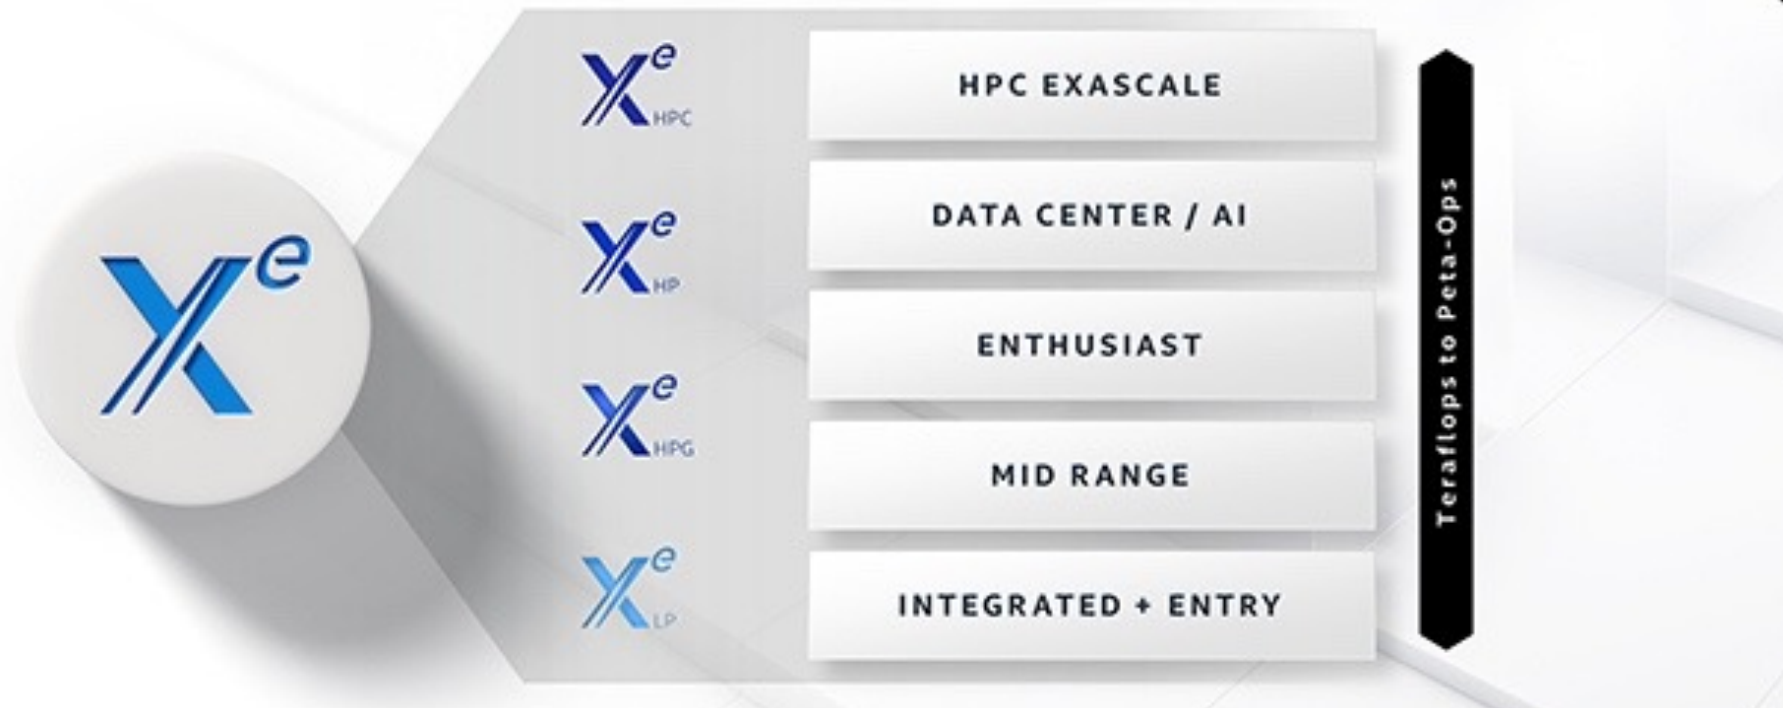 Xe
Xe HPC
HPC EXASCALE
Xe HP
DATA CENTER / AI
ENTHUSIAST
Xe HPG
MID RANGE
Xe LP
INTEGRATED + ENTRY
Teraflops to Peta-Ops